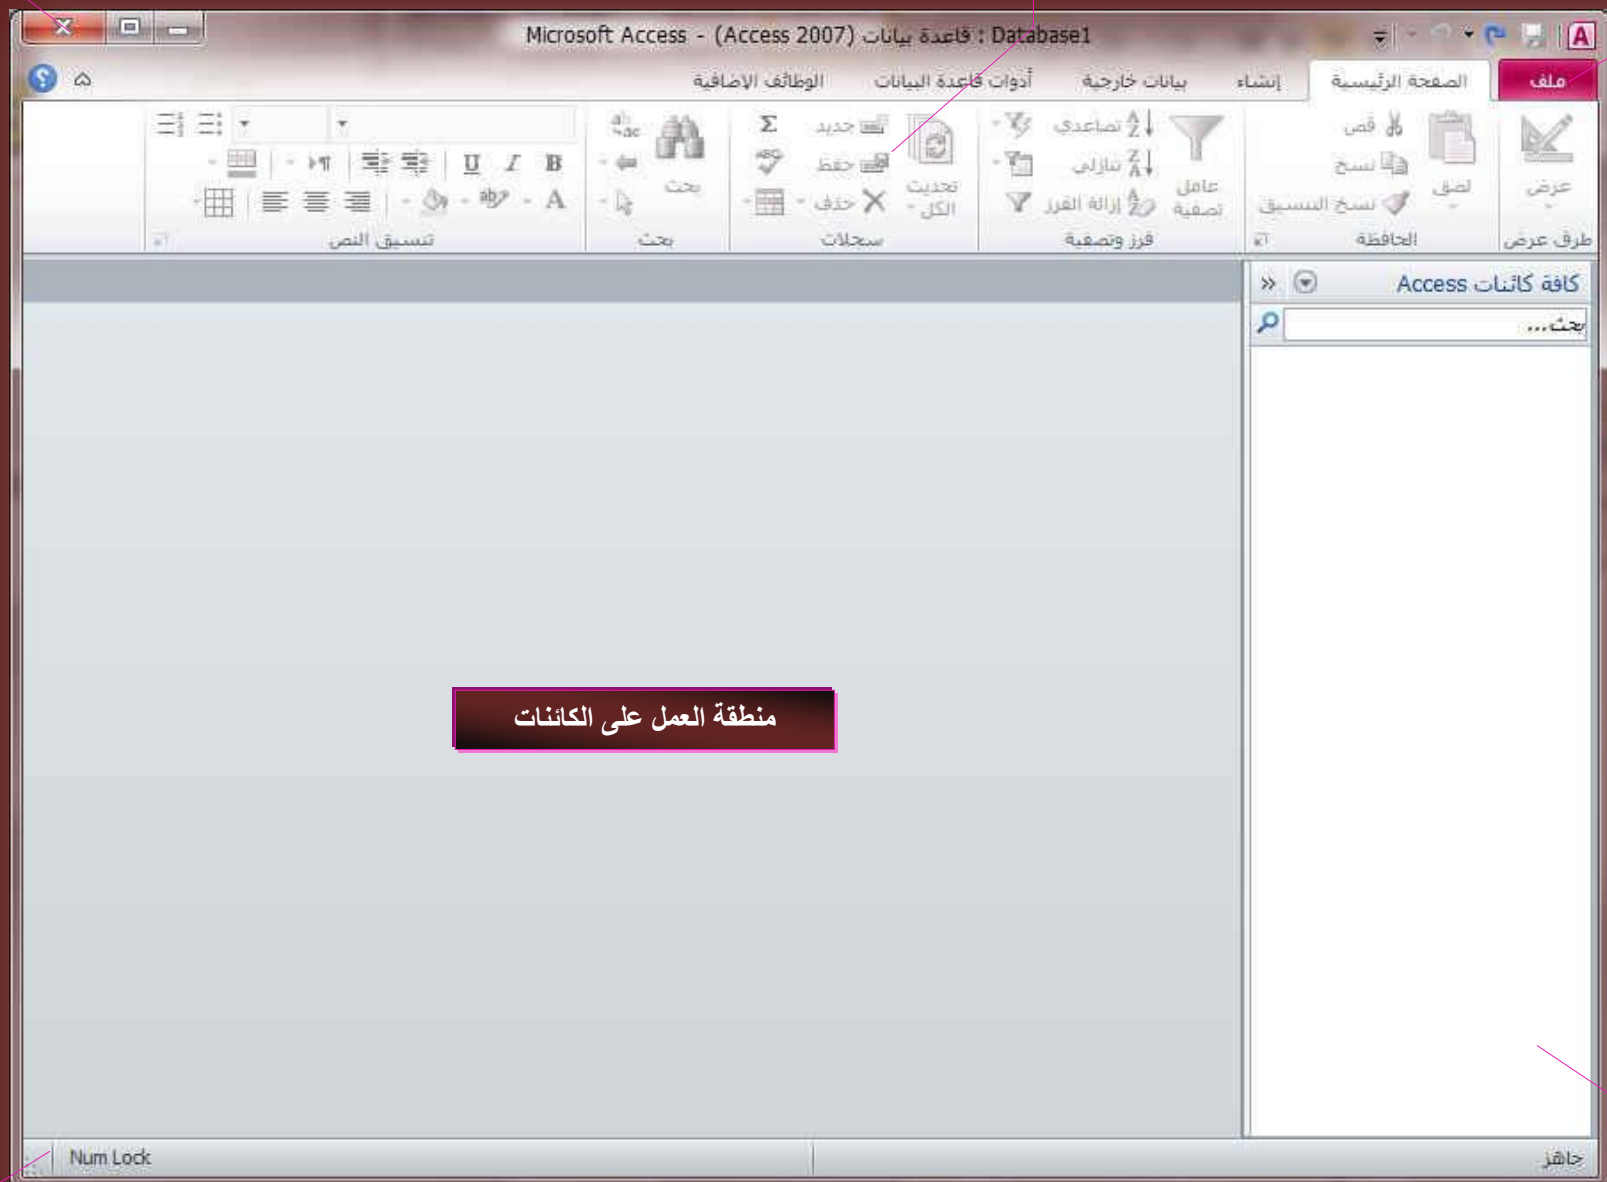 Database1 : قاعدة بيانات (Access 2007) - Microsoft Access
ملف الصفحة الرئيسية إنشاء بيانات خارجية أدوات قاعدة البيانات الوظائف الإضافية
عرض
طرق عرض
لصق
قص
نسخ
نسخ التنسيق
الحافظة
عامل تصفية
تصاعدي
تنازلي
إزالة الفرز
فرز وتصفية
تحديث الكل
جديد
حفظ
حذف
سجلات
بحث
بحث
B I U
A
تنسيق النص
كافة كائنات Access
بحث...
منطقة العمل على الكائنات
جاهز
Num Lock